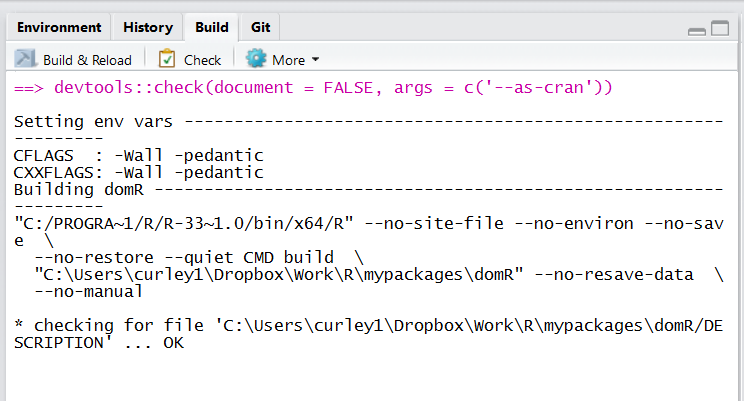 Environment History Build Git
Build & Reload Check More
==> devtools::check(document = FALSE, args = c('--as-cran'))
Setting env vars ------------------------------------------------------
---------
CFLAGS  : -Wall -pedantic
CXXFLAGS: -Wall -pedantic
Building domR ---------------------------------------------------------
---------
"C:/PROGRA~1/R/R-33~1.0/bin/x64/R" --no-site-file --no-environ --no-sav
e  \
  --no-restore --quiet CMD build  \
  "C:\Users\curley1\Dropbox\Work\R\mypackages\domR" --no-resave-data  \
  --no-manual
* checking for file 'C:\Users\curley1\Dropbox\Work\R\mypackages\domR/DE
SCRIPTION' ... OK